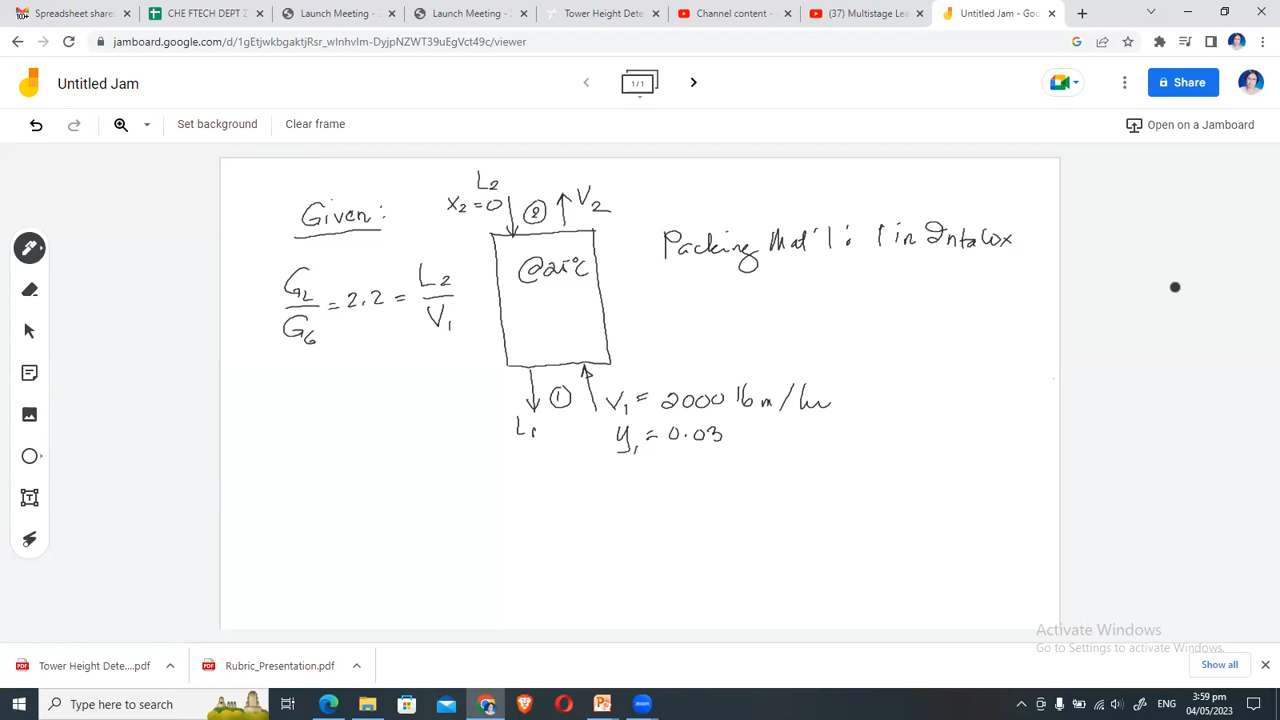 Spreadsheet share
CHE FTECH DEPT
Launch Meeting -
Launch Meeting -
Tower Height Dete
Channel content -
(37) Multistage Le
Untitled Jam - Goo
jamboard.google.com/d/1gEtjwkbgaktjRsr_wInhvIm-DyjpNZWT39uEgVct49c/viewer
Untitled Jam
1/1
Share
Set background
Clear frame
Open on a Jamboard
Given:
L2
x2 = 0
②
V2
@25°C
Packing Mat'l: 1 in Intalox
GL/GG = 2.2 = L2/V1
L1
①
V1 = 2000 lbm/hr
y1 = 0.03
Activate Windows
Go to Settings to activate Windows.
Tower Height Dete....pdf
Rubric_Presentation.pdf
Show all
Type here to search
ENG
3:59 pm
04/05/2023